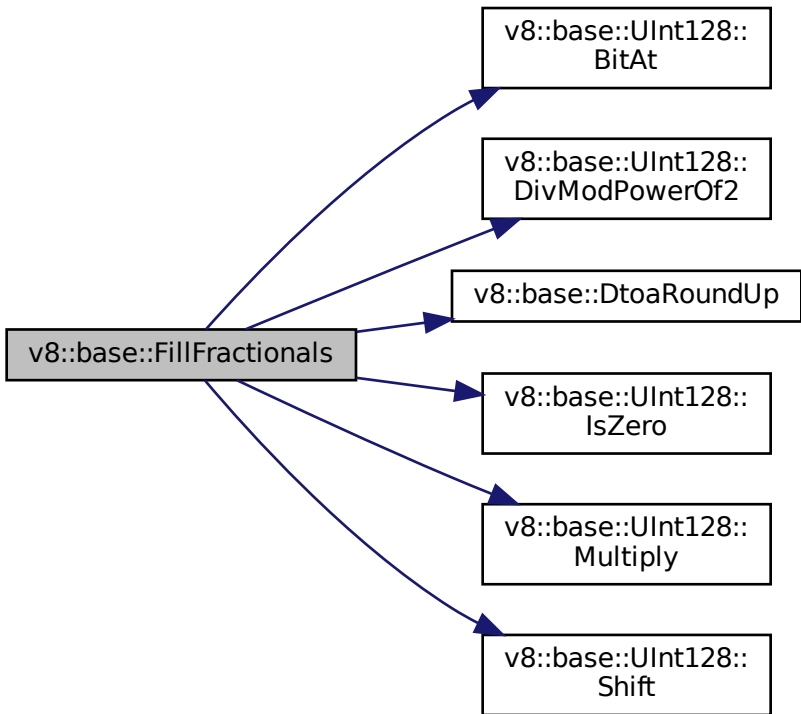 v8::base::UInt128::
BitAt
v8::base::UInt128::
DivModPowerOf2
v8::base::DtoaRoundUp
v8::base::FillFractionals
v8::base::UInt128::
IsZero
v8::base::UInt128::
Multiply
v8::base::UInt128::
Shift